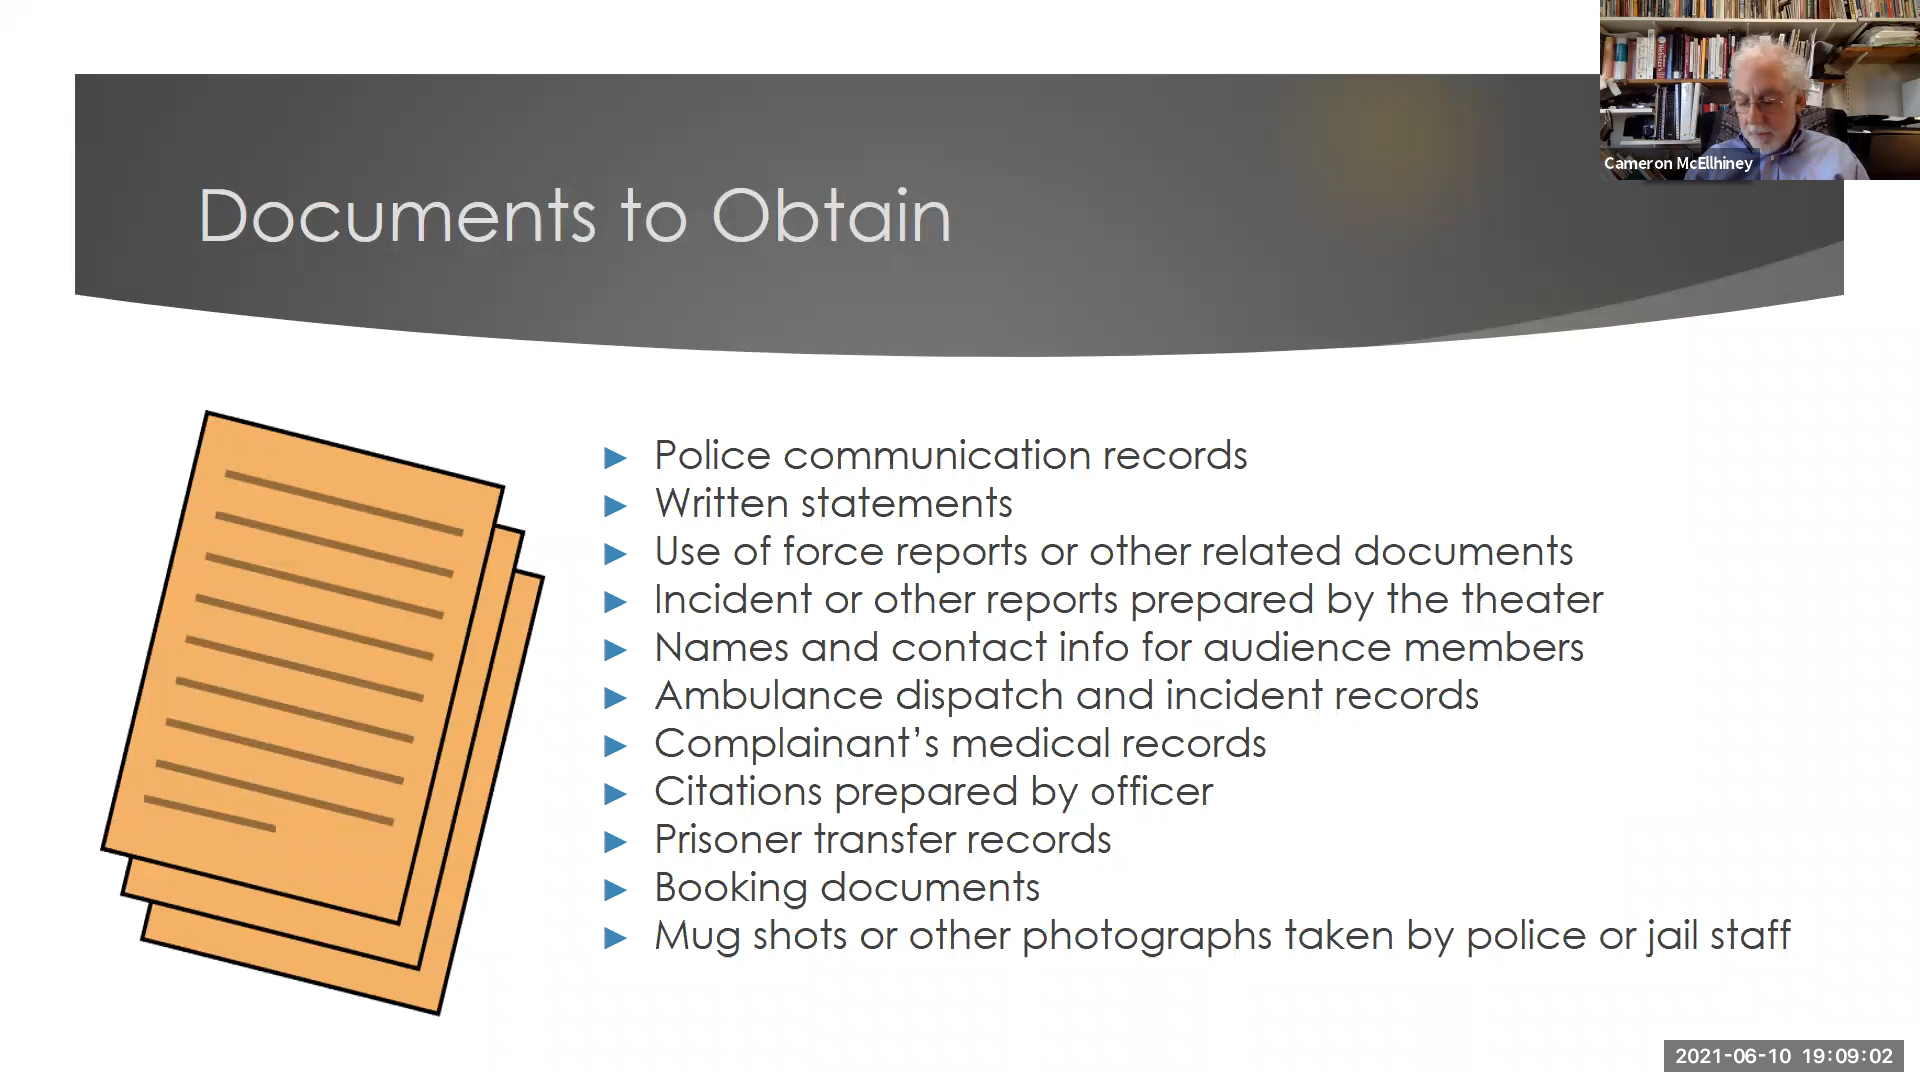 Cameron McEllhiney
Documents to Obtain
Police communication records
Written statements
Use of force reports or other related documents
Incident or other reports prepared by the theater
Names and contact info for audience members
Ambulance dispatch and incident records
Complainant’s medical records
Citations prepared by officer
Prisoner transfer records
Booking documents
Mug shots or other photographs taken by police or jail staff
2021-06-10 19:09:02